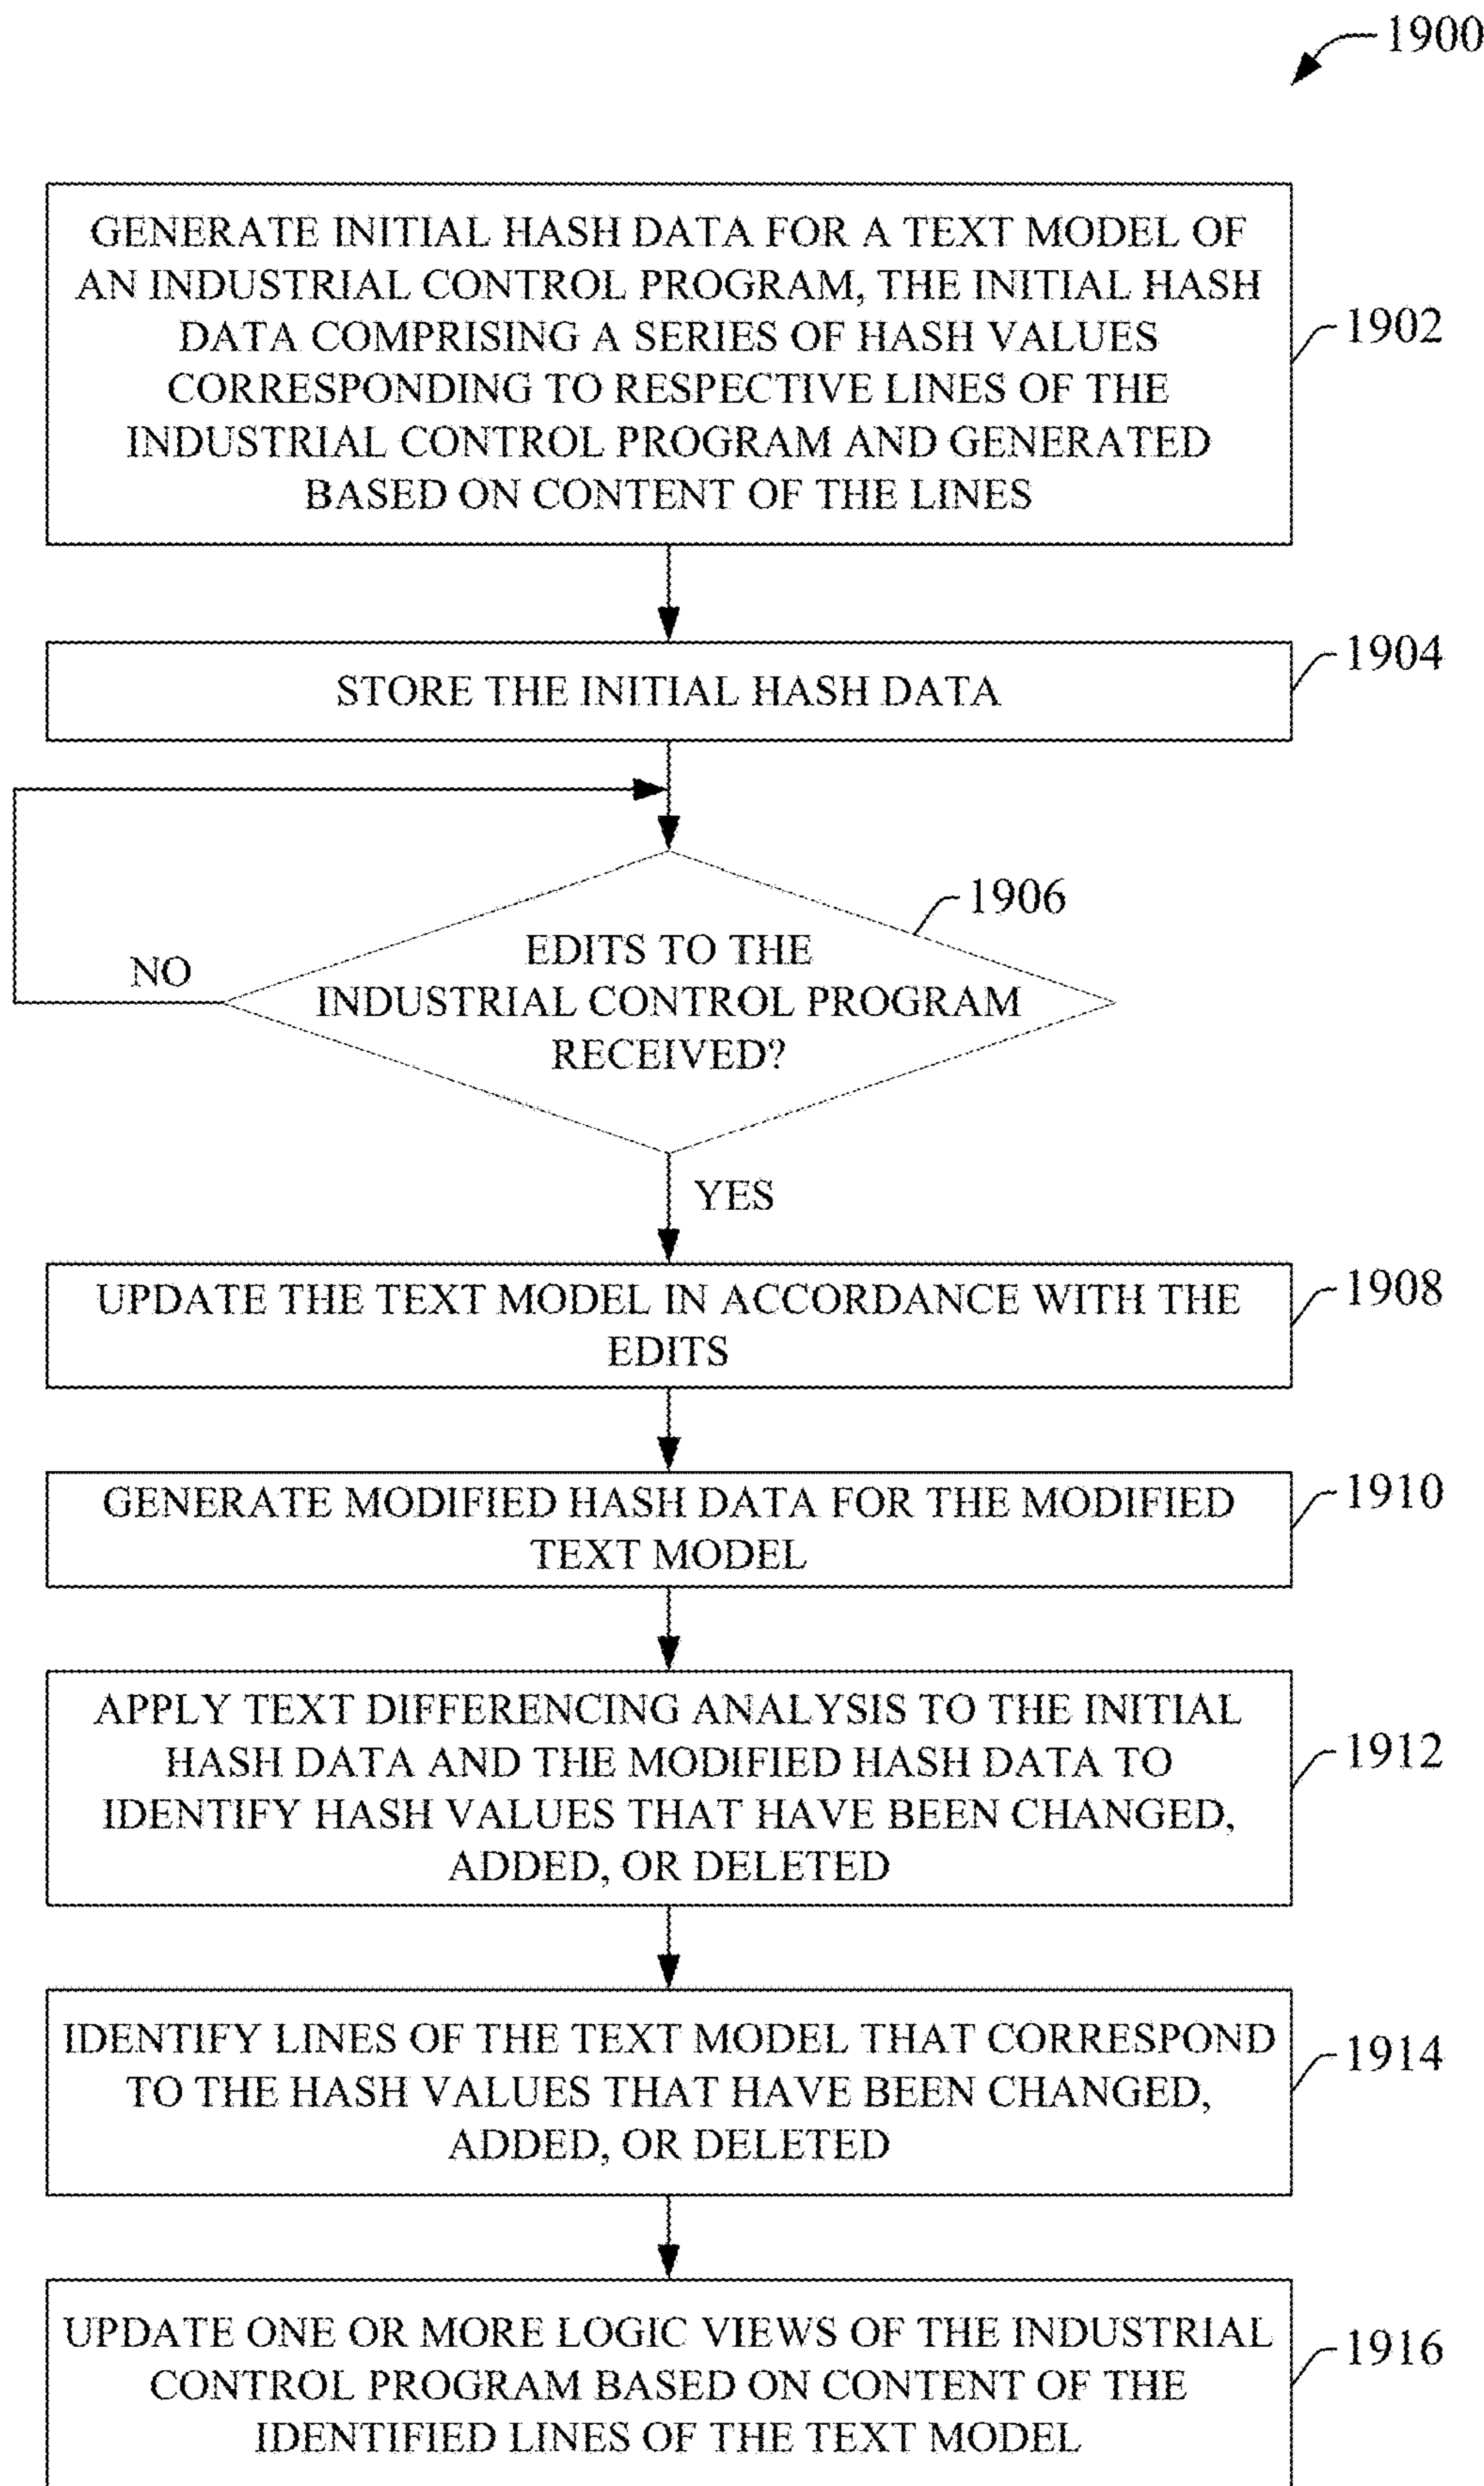 1900
GENERATE INITIAL HASH DATA FOR A TEXT MODEL OF
AN INDUSTRIAL CONTROL PROGRAM, THE INITIAL HASH
DATA COMPRISING A SERIES OF HASH VALUES
CORRESPONDING TO RESPECTIVE LINES OF THE
INDUSTRIAL CONTROL PROGRAM AND GENERATED
BASED ON CONTENT OF THE LINES
1902
STORE THE INITIAL HASH DATA
1904
EDITS TO THE
INDUSTRIAL CONTROL PROGRAM
RECEIVED?
1906
NO
YES
UPDATE THE TEXT MODEL IN ACCORDANCE WITH THE
EDITS
1908
GENERATE MODIFIED HASH DATA FOR THE MODIFIED
TEXT MODEL
1910
APPLY TEXT DIFFERENCING ANALYSIS TO THE INITIAL
HASH DATA AND THE MODIFIED HASH DATA TO
IDENTIFY HASH VALUES THAT HAVE BEEN CHANGED,
ADDED, OR DELETED
1912
IDENTIFY LINES OF THE TEXT MODEL THAT CORRESPOND
TO THE HASH VALUES THAT HAVE BEEN CHANGED,
ADDED, OR DELETED
1914
UPDATE ONE OR MORE LOGIC VIEWS OF THE INDUSTRIAL
CONTROL PROGRAM BASED ON CONTENT OF THE
IDENTIFIED LINES OF THE TEXT MODEL
1916